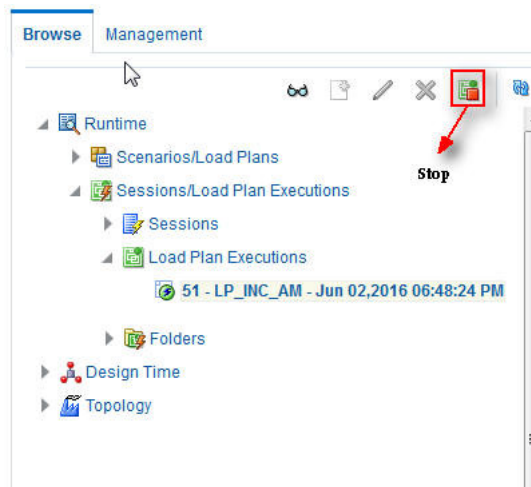 Browse Management
Stop
Runtime
Scenarios/Load Plans
Sessions/Load Plan Executions
Sessions
Load Plan Executions
51 - LP_INC_AM - Jun 02,2016 06:48:24 PM
Folders
Design Time
Topology